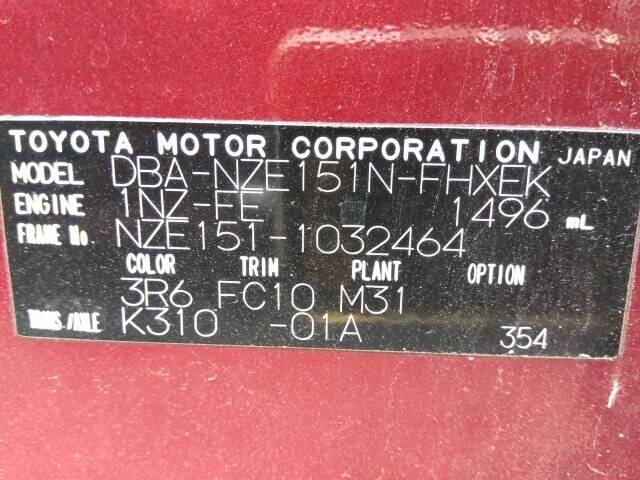 TOYOTA MOTOR CORPORATION JAPAN
MODEL DBA-NZE151N-FHXEK
ENGINE 1NZ-FE 1496 mL
FRAME No. NZE151-1032464
COLOR TRIM PLANT OPTION
3R6 FC10 M31
TRANS./AXLE K310 -01A 354